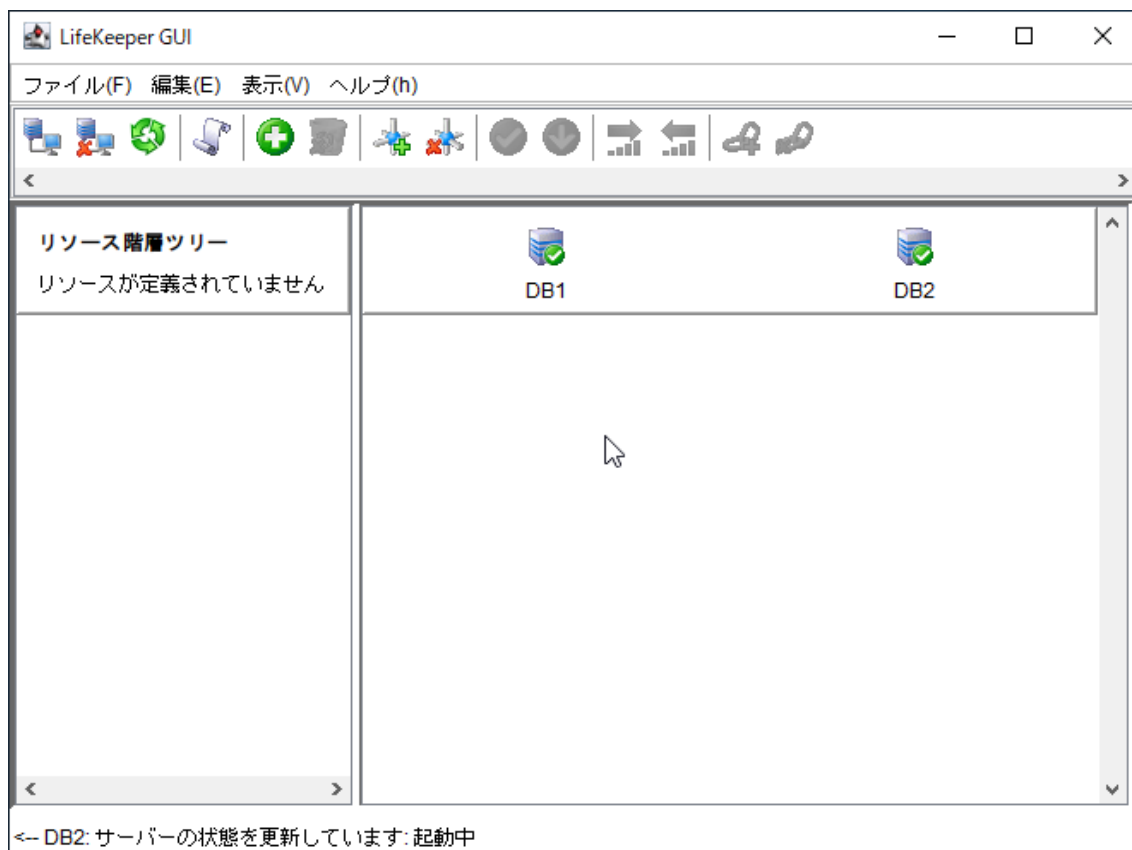 LifeKeeper GUI
ファイル(F) 編集(E) 表示(V) ヘルプ(h)
リソース階層ツリー
リソースが定義されていません
DB1
DB2
<-- DB2: サーバーの状態を更新しています: 起動中